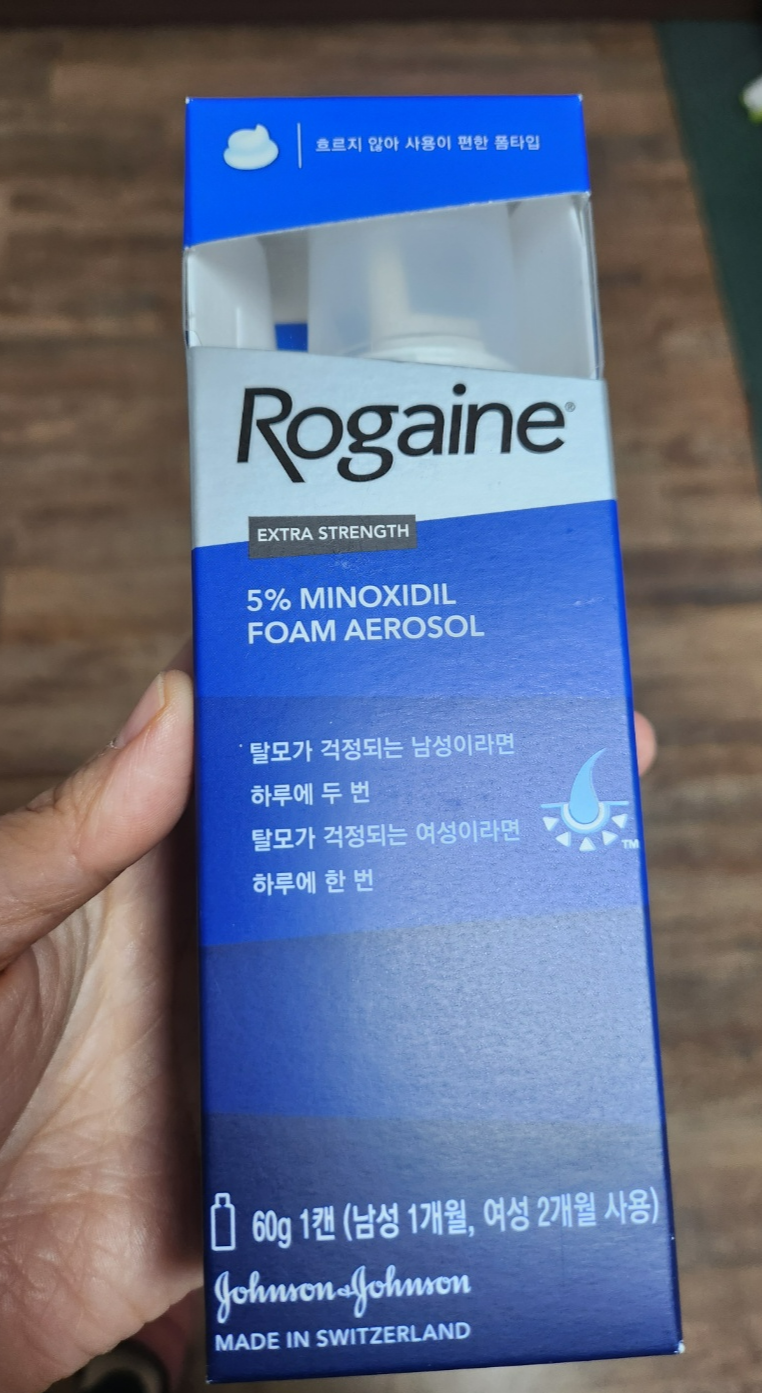 흐르지 않아 사용이 편한 폼타입
Rogaine®
EXTRA STRENGTH
5% MINOXIDIL
FOAM AEROSOL
탈모가 걱정되는 남성이라면
하루에 두 번
탈모가 걱정되는 여성이라면
하루에 한 번
TM
60g 1캔 (남성 1개월, 여성 2개월 사용)
Johnson+Johnson
MADE IN SWITZERLAND